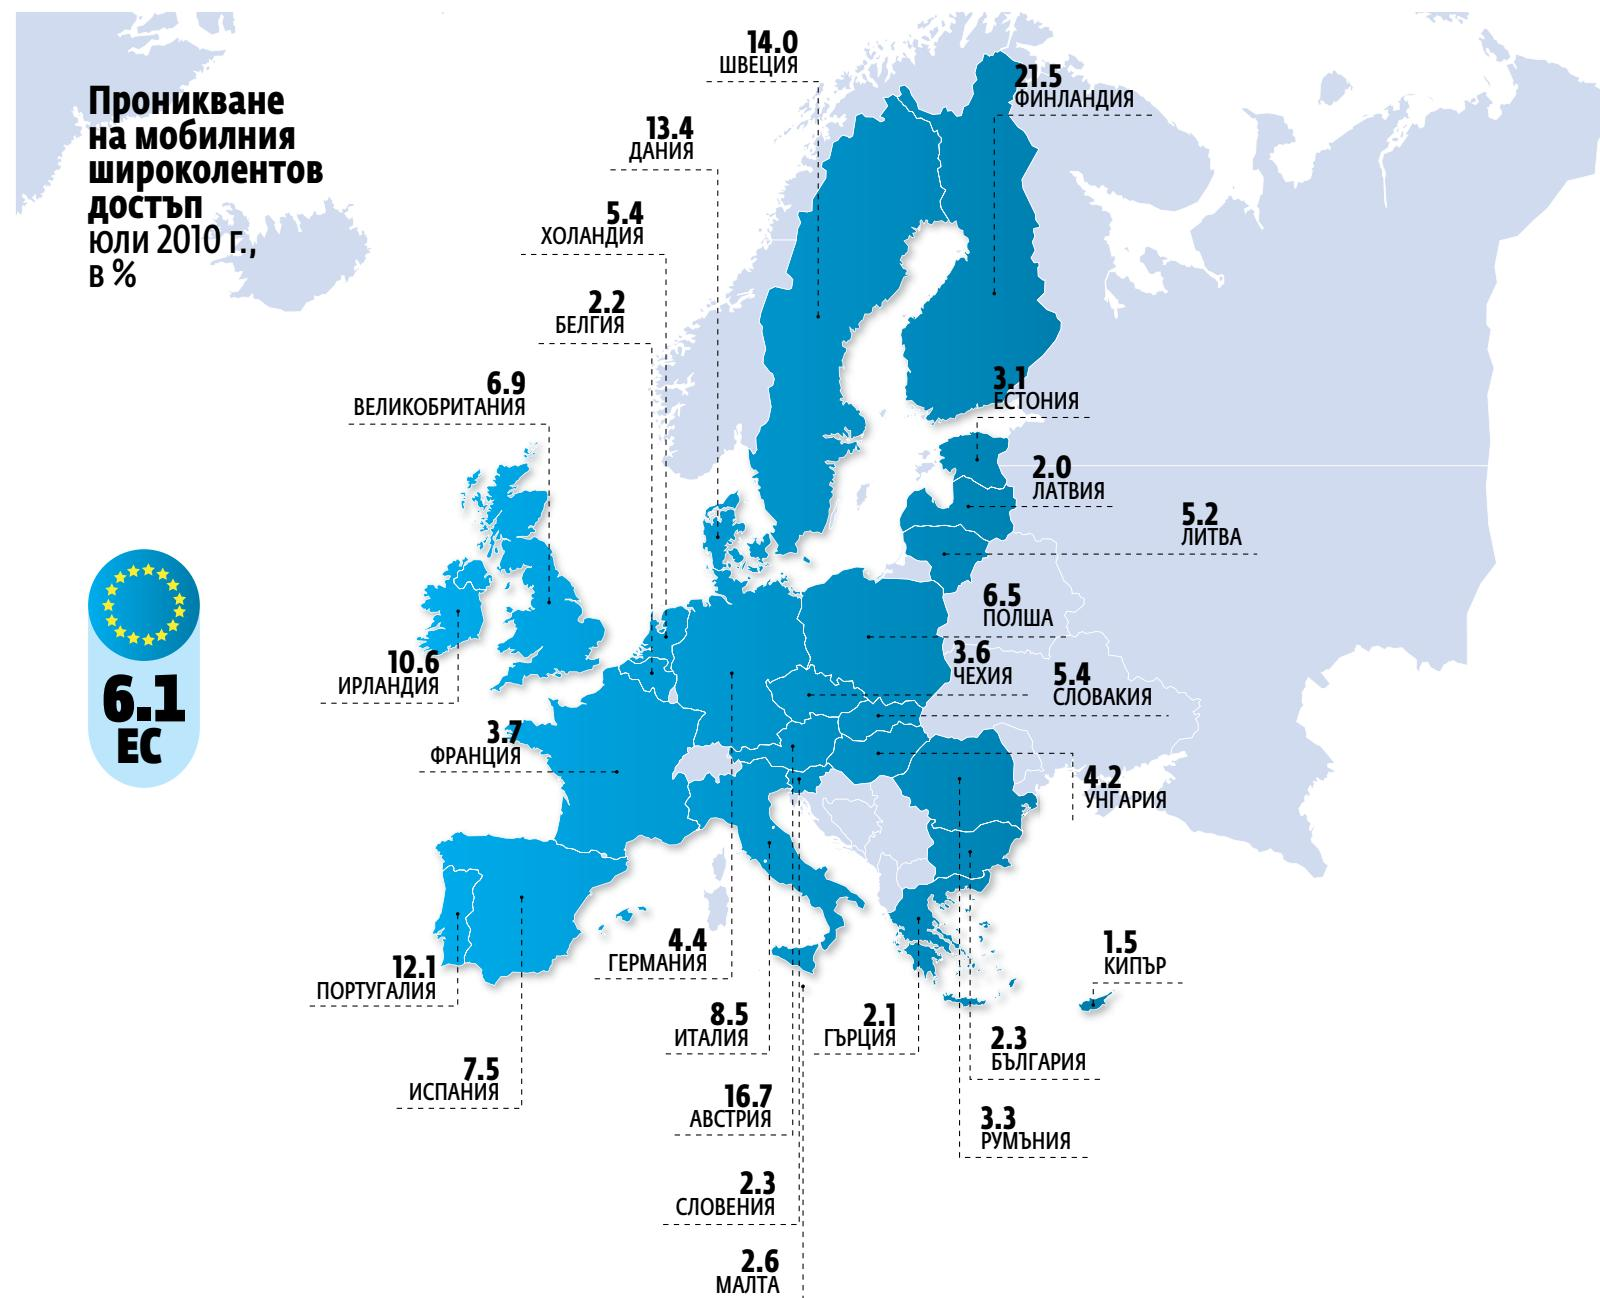 Проникване
на мобилния
широколентов
достъп
юли 2010 г.,
в %
14.0
ШВЕЦИЯ
21.5
ФИНЛАНДИЯ
13.4
ДАНИЯ
5.4
ХОЛАНДИЯ
2.2
БЕЛГИЯ
6.9
ВЕЛИКОБРИТАНИЯ
3.1
ЕСТОНИЯ
2.0
ЛАТВИЯ
5.2
ЛИТВА
6.5
ПОЛША
3.6
ЧЕХИЯ
5.4
СЛОВАКИЯ
10.6
ИРЛАНДИЯ
6.1
ЕС
3.7
ФРАНЦИЯ
4.2
УНГАРИЯ
4.4
ГЕРМАНИЯ
12.1
ПОРТУГАЛИЯ
1.5
КИПЪР
8.5
ИТАЛИЯ
2.1
ГЪРЦИЯ
2.3
БЪЛГАРИЯ
7.5
ИСПАНИЯ
16.7
АВСТРИЯ
3.3
РУМЪНИЯ
2.3
СЛОВЕНИЯ
2.6
МАЛТА